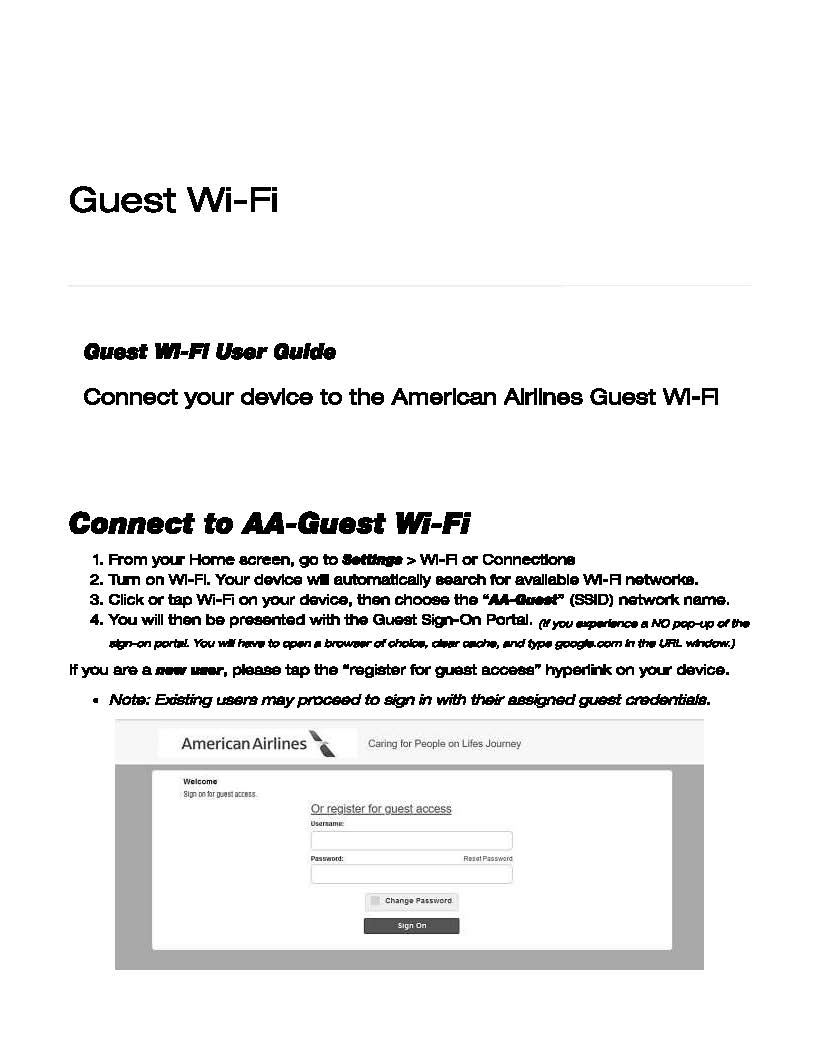 Guest Wi-Fi
Guest Wi-Fi User Guide
Connect your device to the American Airlines Guest Wi-Fi
Connect to AA-Guest Wi-Fi
1. From your Home screen, go to Settings > Wi-Fi or Connections
2. Turn on Wi-Fi. Your device will automatically search for available Wi-Fi networks.
3. Click or tap Wi-Fi on your device, then choose the “AA-Guest” (SSID) network name.
4. You will then be presented with the Guest Sign-On Portal. (If you experience a NO pop-up of the
sign-on portal. You will have to open a browser of choice, clear cache, and type google.com in the URL window.)
If you are a new user, please tap the “register for guest access” hyperlink on your device.
• Note: Existing users may proceed to sign in with their assigned guest credentials.
American Airlines Caring for People on Lifes Journey
Welcome
Sign on for guest access.
Or register for guest access
Username:
Password: Reset Password
Change Password
Sign On